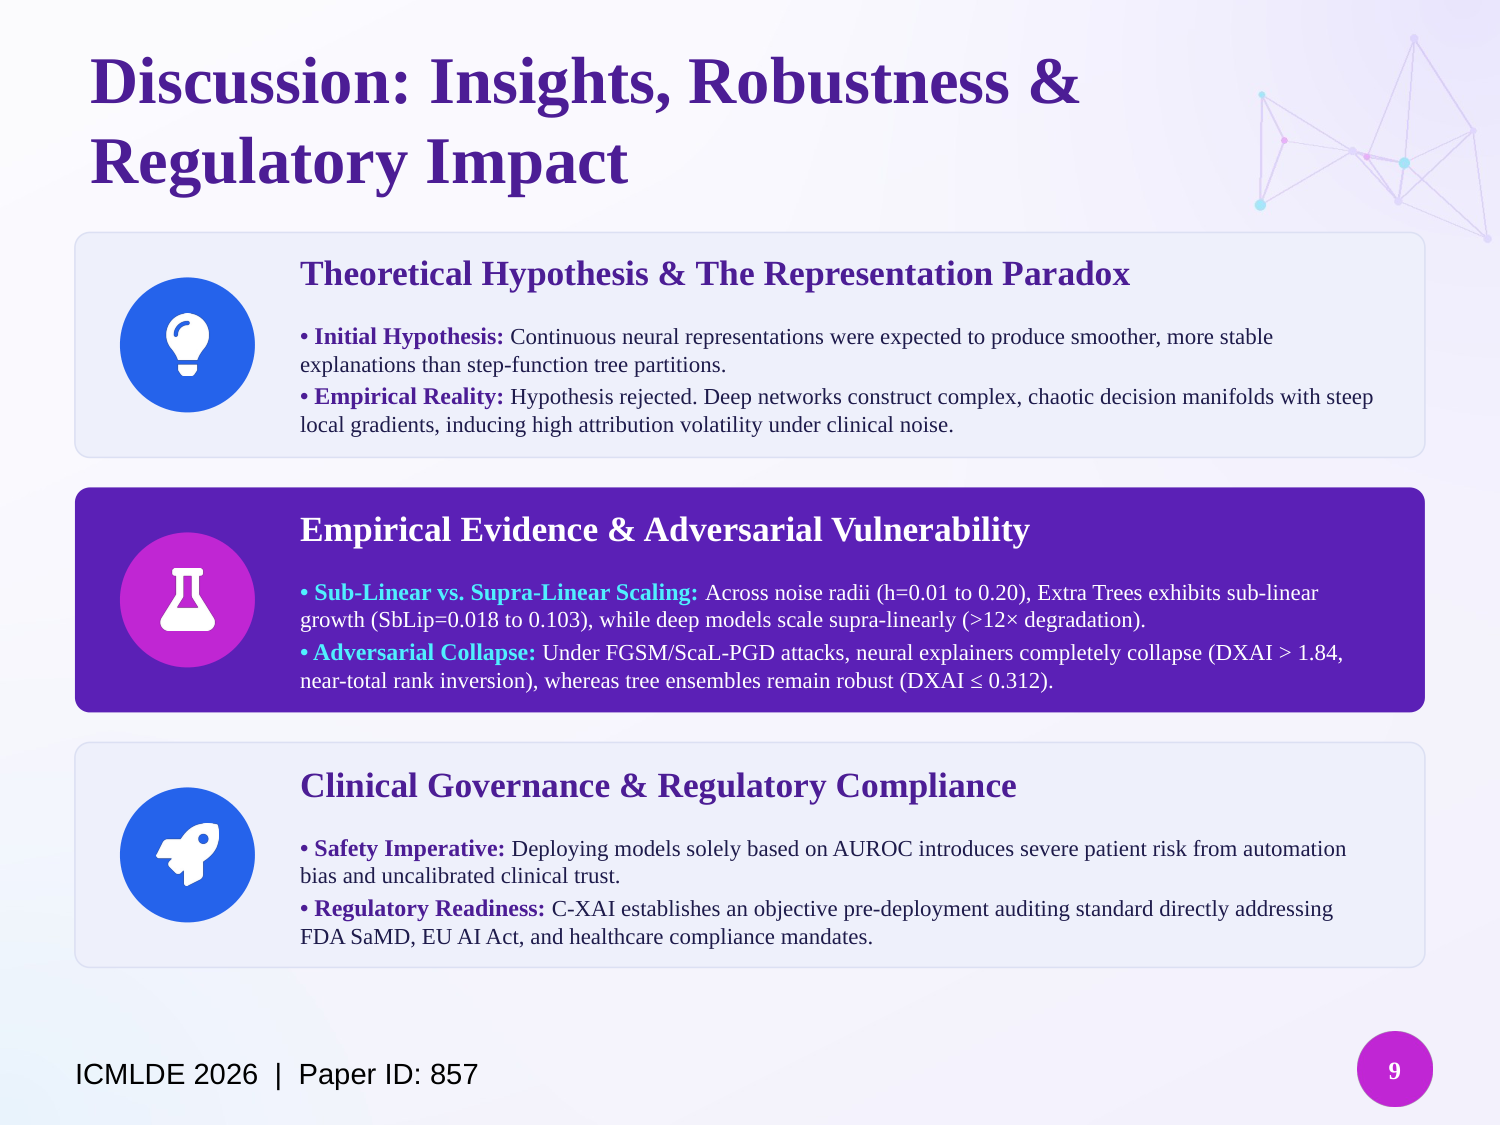 Discussion: Insights, Robustness &
Regulatory Impact
Theoretical Hypothesis & The Representation Paradox
• Initial Hypothesis: Continuous neural representations were expected to produce smoother, more stable
explanations than step-function tree partitions.
• Empirical Reality: Hypothesis rejected. Deep networks construct complex, chaotic decision manifolds with steep
local gradients, inducing high attribution volatility under clinical noise.
Empirical Evidence & Adversarial Vulnerability
• Sub-Linear vs. Supra-Linear Scaling: Across noise radii (h=0.01 to 0.20), Extra Trees exhibits sub-linear
growth (SbLip=0.018 to 0.103), while deep models scale supra-linearly (>12× degradation).
• Adversarial Collapse: Under FGSM/ScaL-PGD attacks, neural explainers completely collapse (DXAI > 1.84,
near-total rank inversion), whereas tree ensembles remain robust (DXAI ≤ 0.312).
Clinical Governance & Regulatory Compliance
• Safety Imperative: Deploying models solely based on AUROC introduces severe patient risk from automation
bias and uncalibrated clinical trust.
• Regulatory Readiness: C-XAI establishes an objective pre-deployment auditing standard directly addressing
FDA SaMD, EU AI Act, and healthcare compliance mandates.
ICMLDE 2026 | Paper ID: 857
9